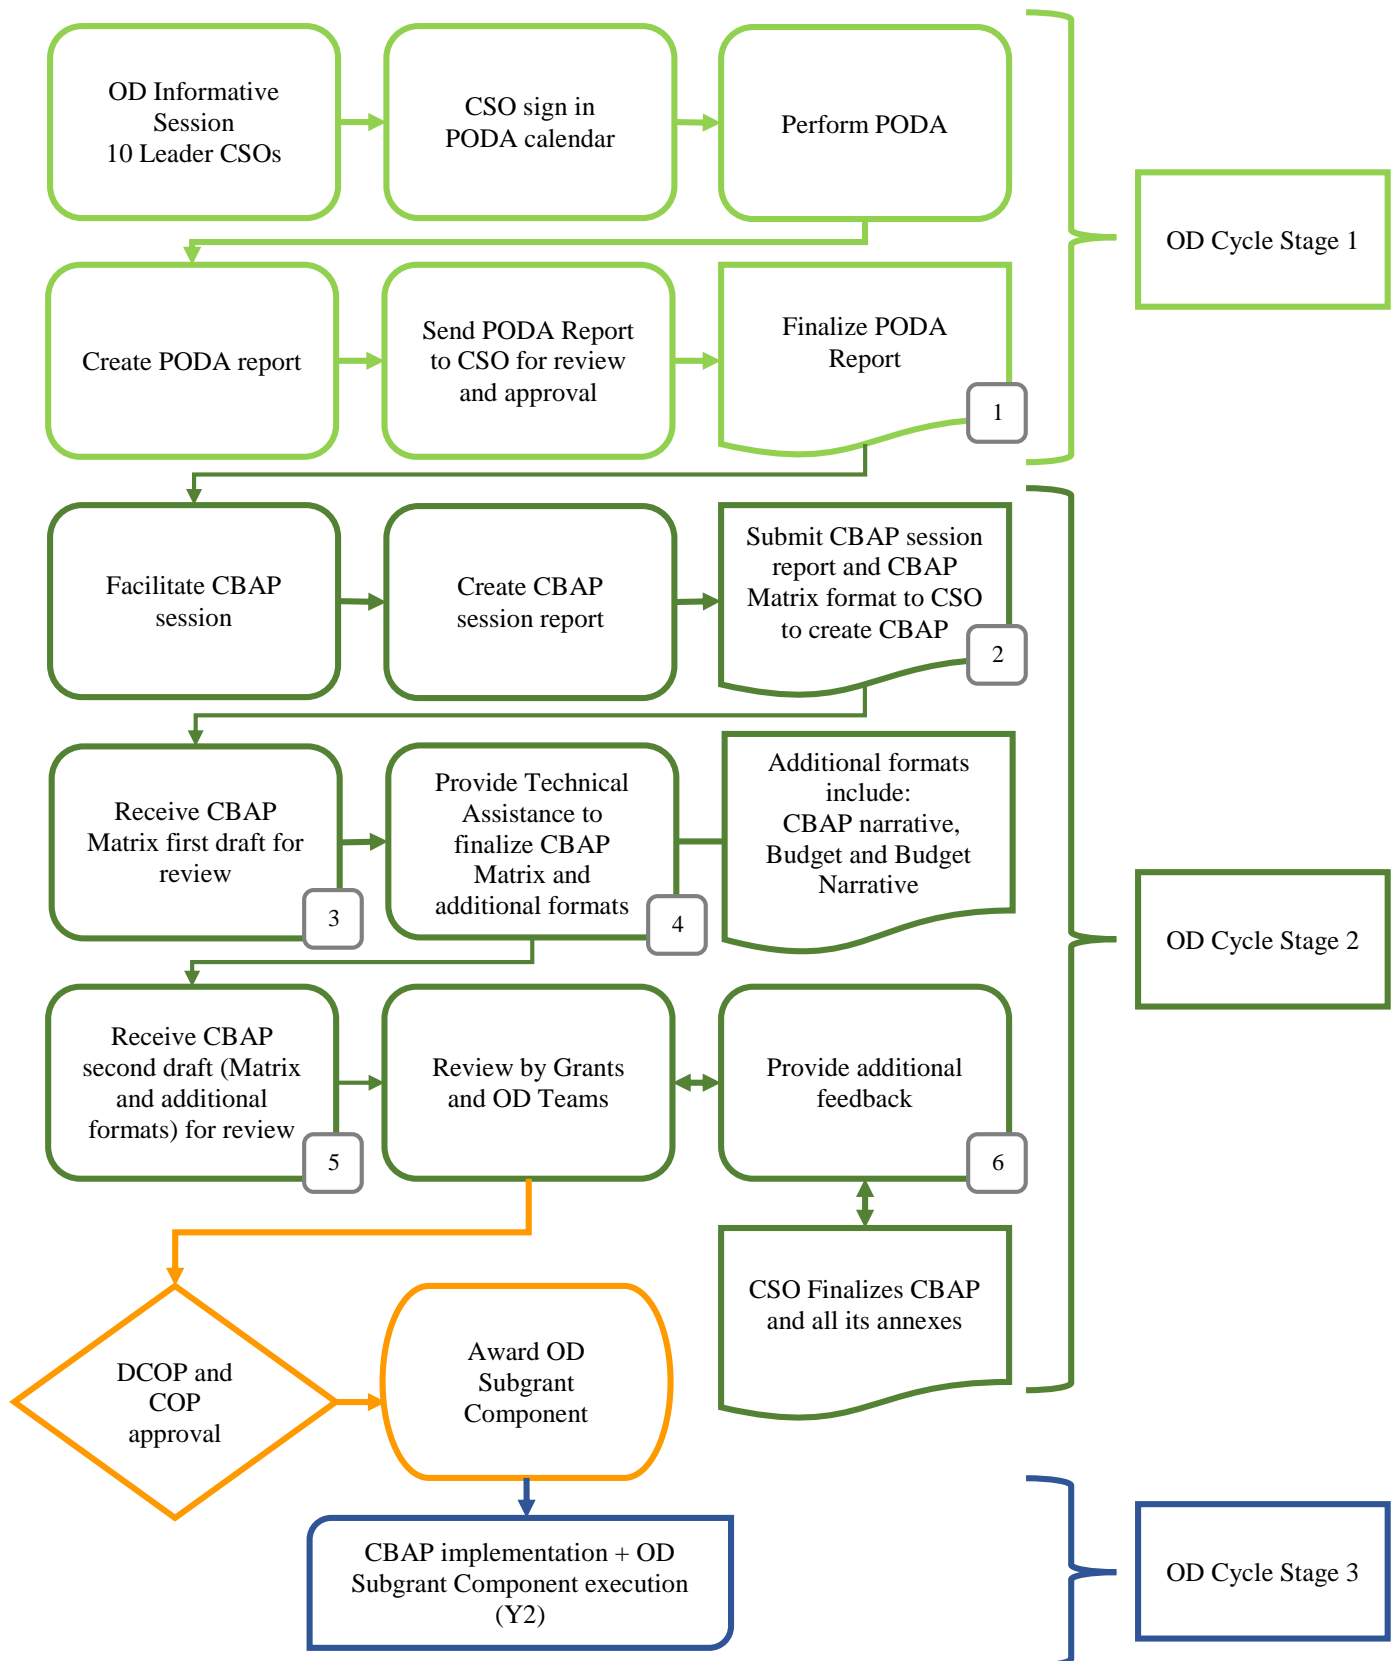 OD Informative
Session
10 Leader CSOs
CSO sign in
PODA calendar
Perform PODA
OD Cycle Stage 1
Create PODA report
Send PODA Report
to CSO for review
and approval
Finalize PODA
Report
1
Facilitate CBAP
session
Create CBAP
session report
Submit CBAP session
report and CBAP
Matrix format to CSO
to create CBAP
2
Receive CBAP
Matrix first draft for
review
3
Provide Technical
Assistance to
finalize CBAP
Matrix and
additional formats
4
Additional formats
include:
CBAP narrative,
Budget and Budget
Narrative
OD Cycle Stage 2
Receive CBAP
second draft (Matrix
and additional
formats) for review
5
Review by Grants
and OD Teams
Provide additional
feedback
6
CSO Finalizes CBAP
and all its annexes
DCOP and
COP
approval
Award OD
Subgrant
Component
CBAP implementation + OD
Subgrant Component execution
(Y2)
OD Cycle Stage 3